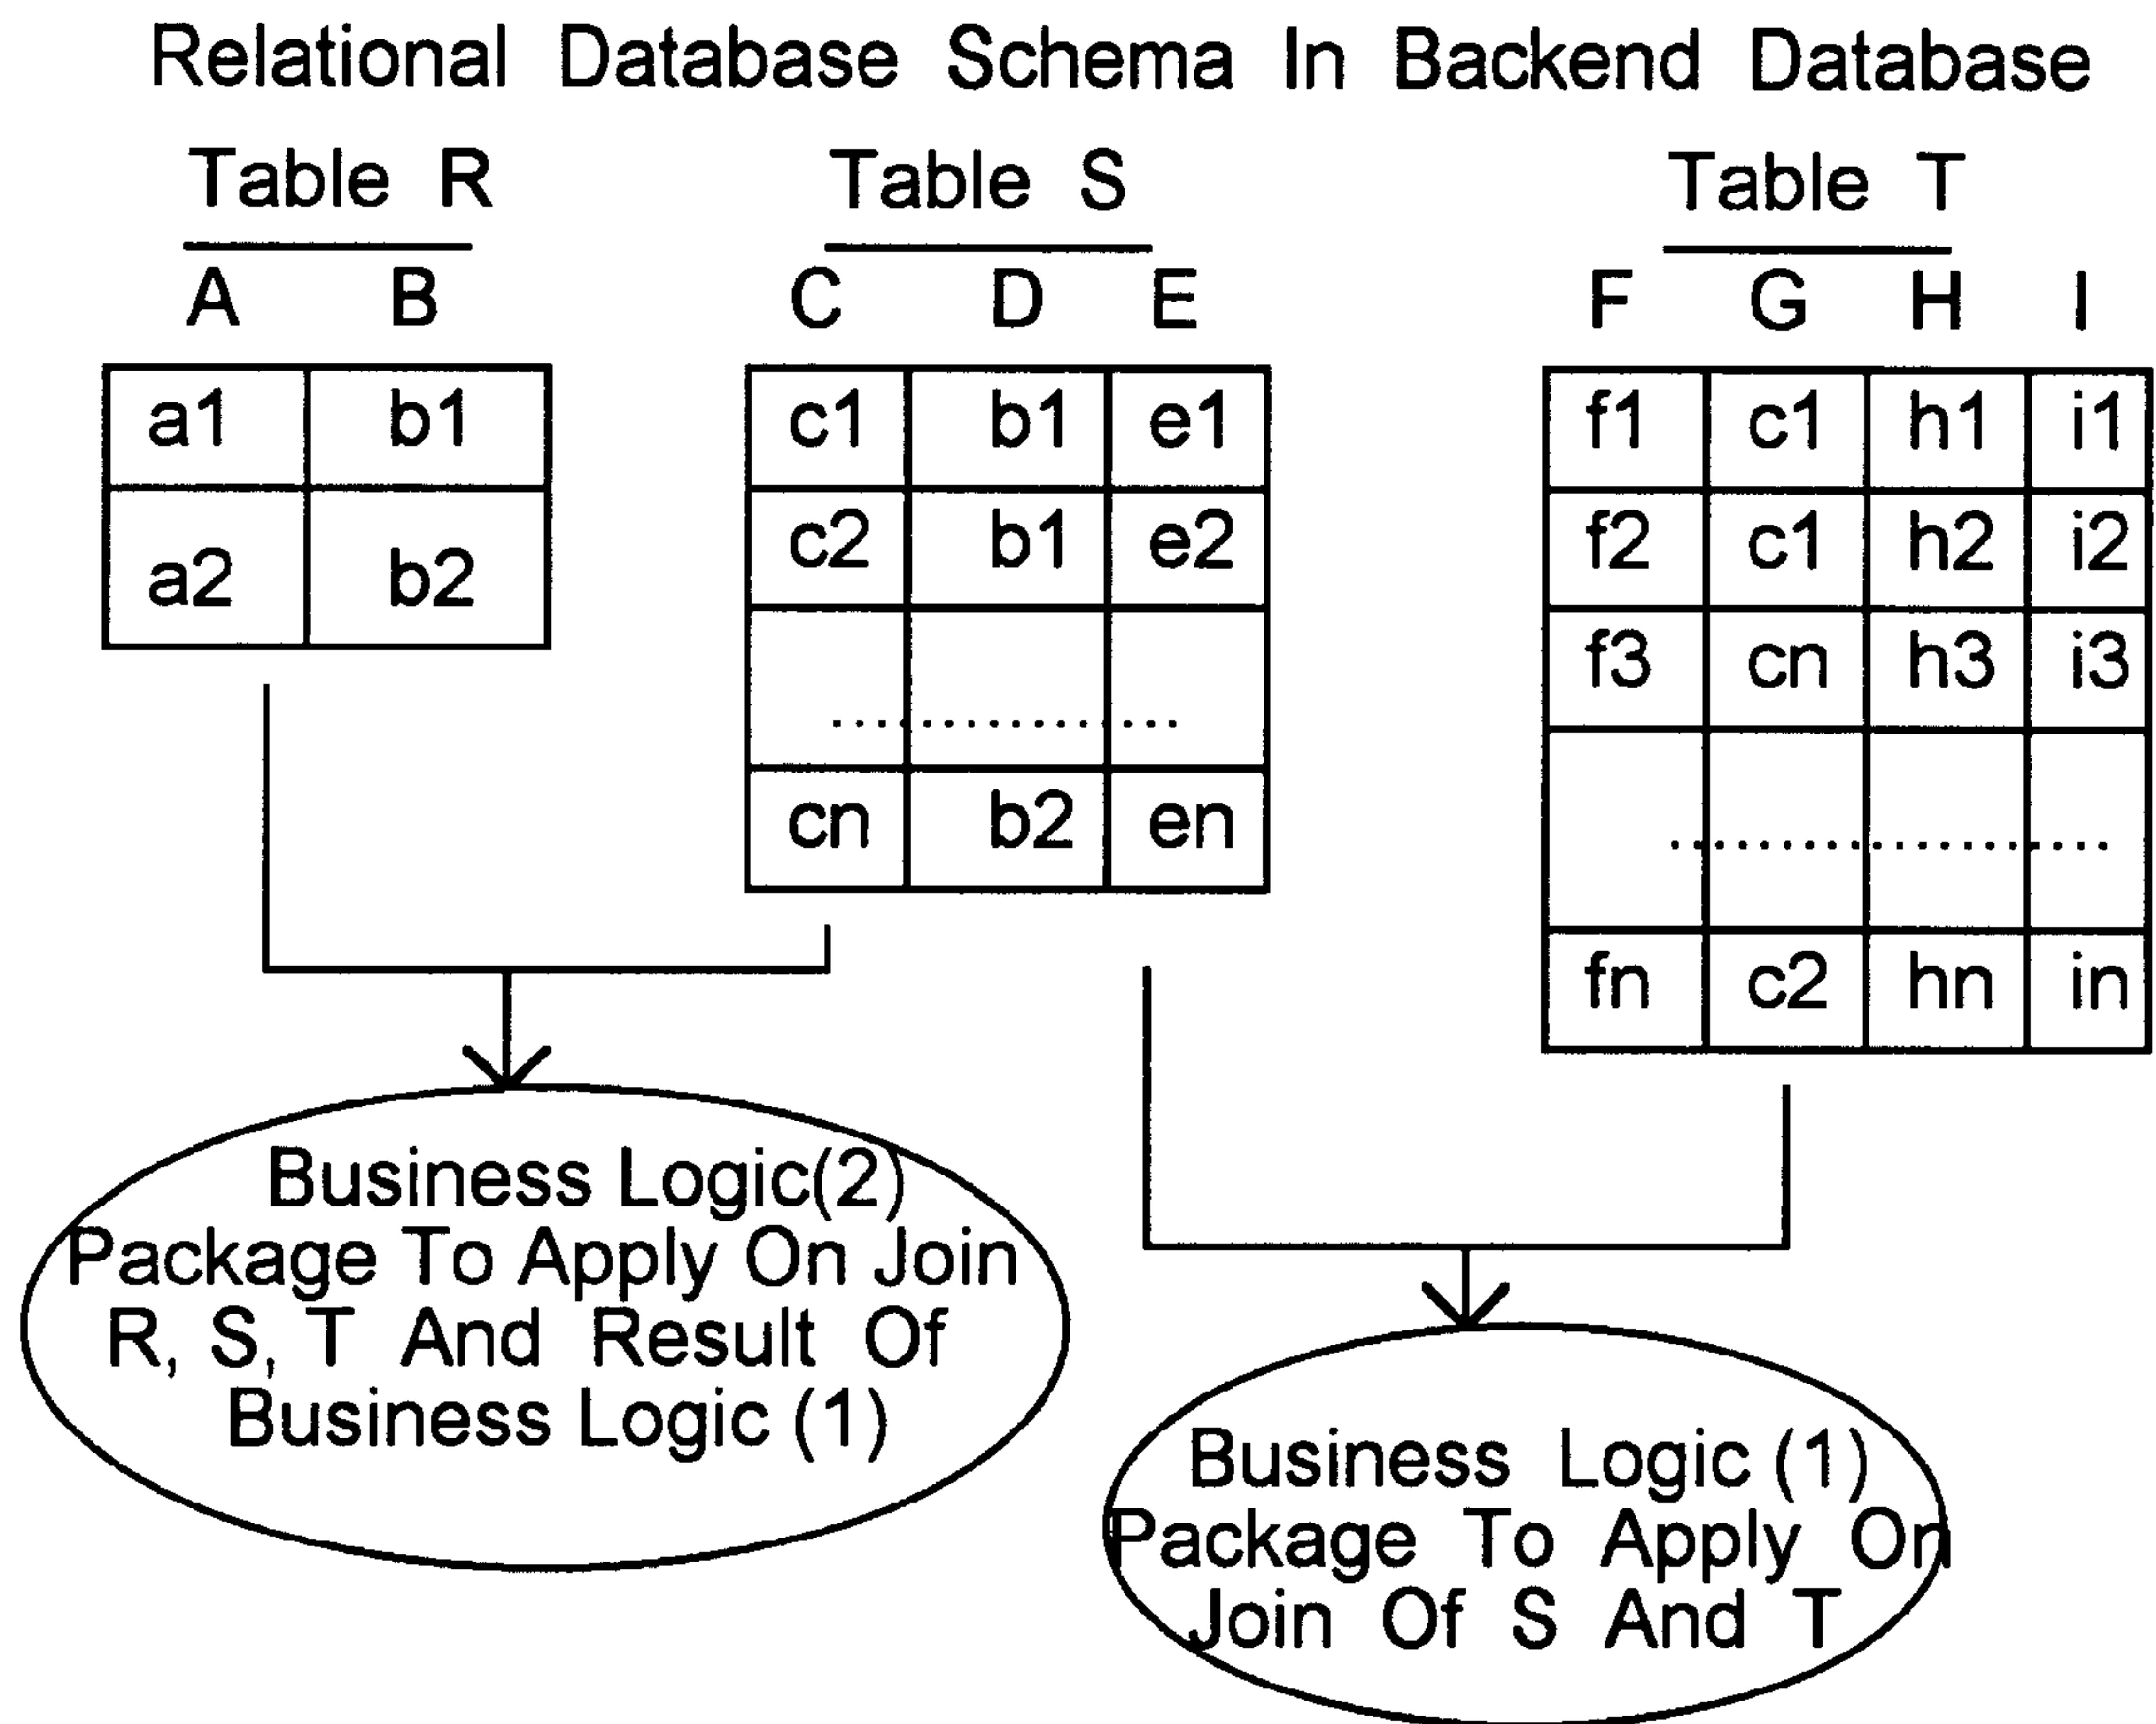 Relational Database Schema In Backend Database
Table R Table S Table T
A B C D E F G H I
a1 b1 c1 b1 e1 f1 c1 h1 i1
c2 b1 e2 f2 c1 h2 i2
a2 b2
f3 cn h3 i3
..............
cn b2 en
..................
fn c2 hn in
Business Logic(2)
Package To Apply On Join
R, S, T And Result Of
Business Logic (1)
Business Logic (1)
Package To Apply On
Join Of S And T